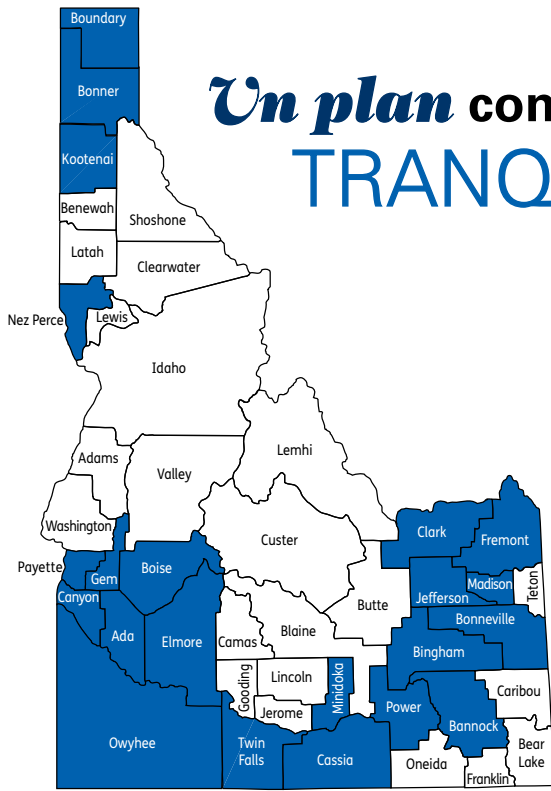 Boundary
Un plan con
Bonner
TRANQ
Kootenai
Benewah
Shoshone
Latah
Clearwater
Nez Perce
Lewis
Idaho
Adams
Lemhi
Valley
Washington
Clark
Custer
Fremont
Payette
Gem
Boise
Madison
Teton
Canyon
Jefferson
Butte
Bonneville
Ada
Elmore
Camas
Blaine
Bingham
Gooding
Lincoln
Minidoka
Caribou
Jerome
Power
Bannock
Owyhee
Twin
Falls
Cassia
Oneida
Bear
Lake
Franklin